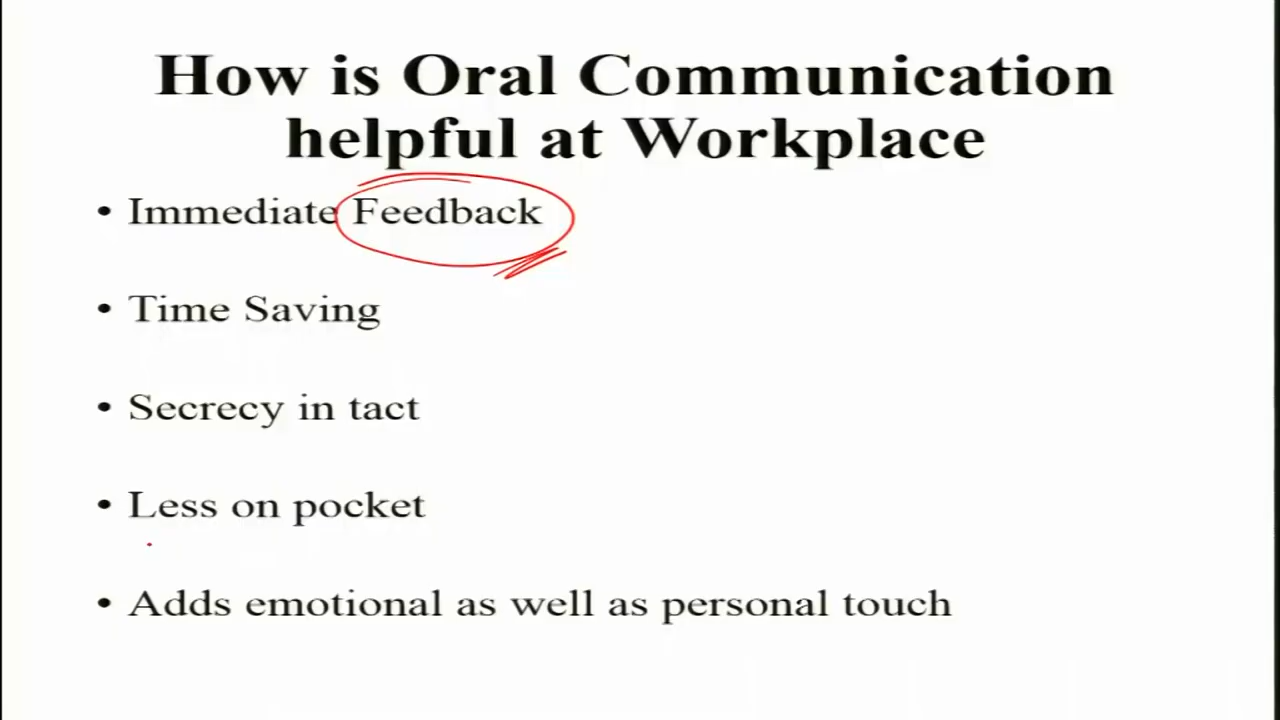 How is Oral Communication
helpful at Workplace
• Immediate Feedback
• Time Saving
• Secrecy in tact
• Less on pocket
• Adds emotional as well as personal touch